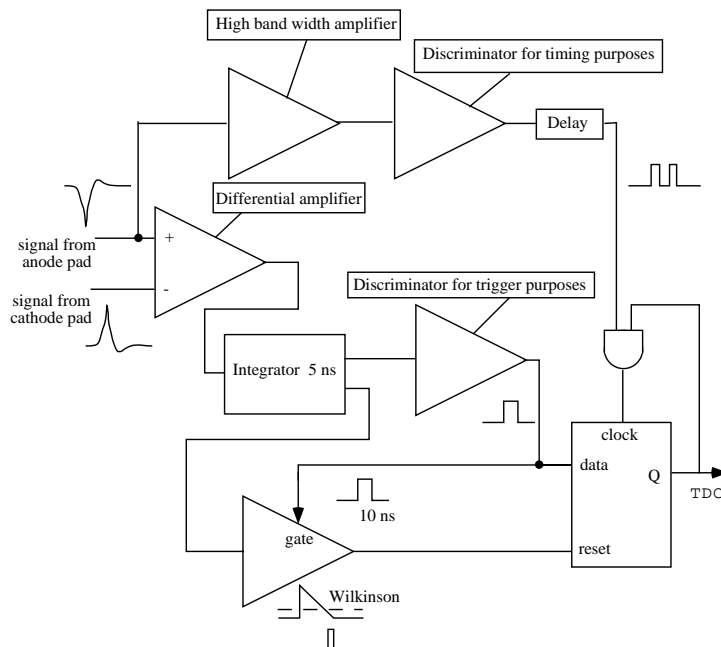 High band width amplifier
Discriminator for timing purposes
Delay
Differential amplifier
signal from
anode pad
+
-
signal from
cathode pad
Discriminator for trigger purposes
Integrator 5 ns
clock
data
Q
TDC
10 ns
gate
reset
Wilkinson